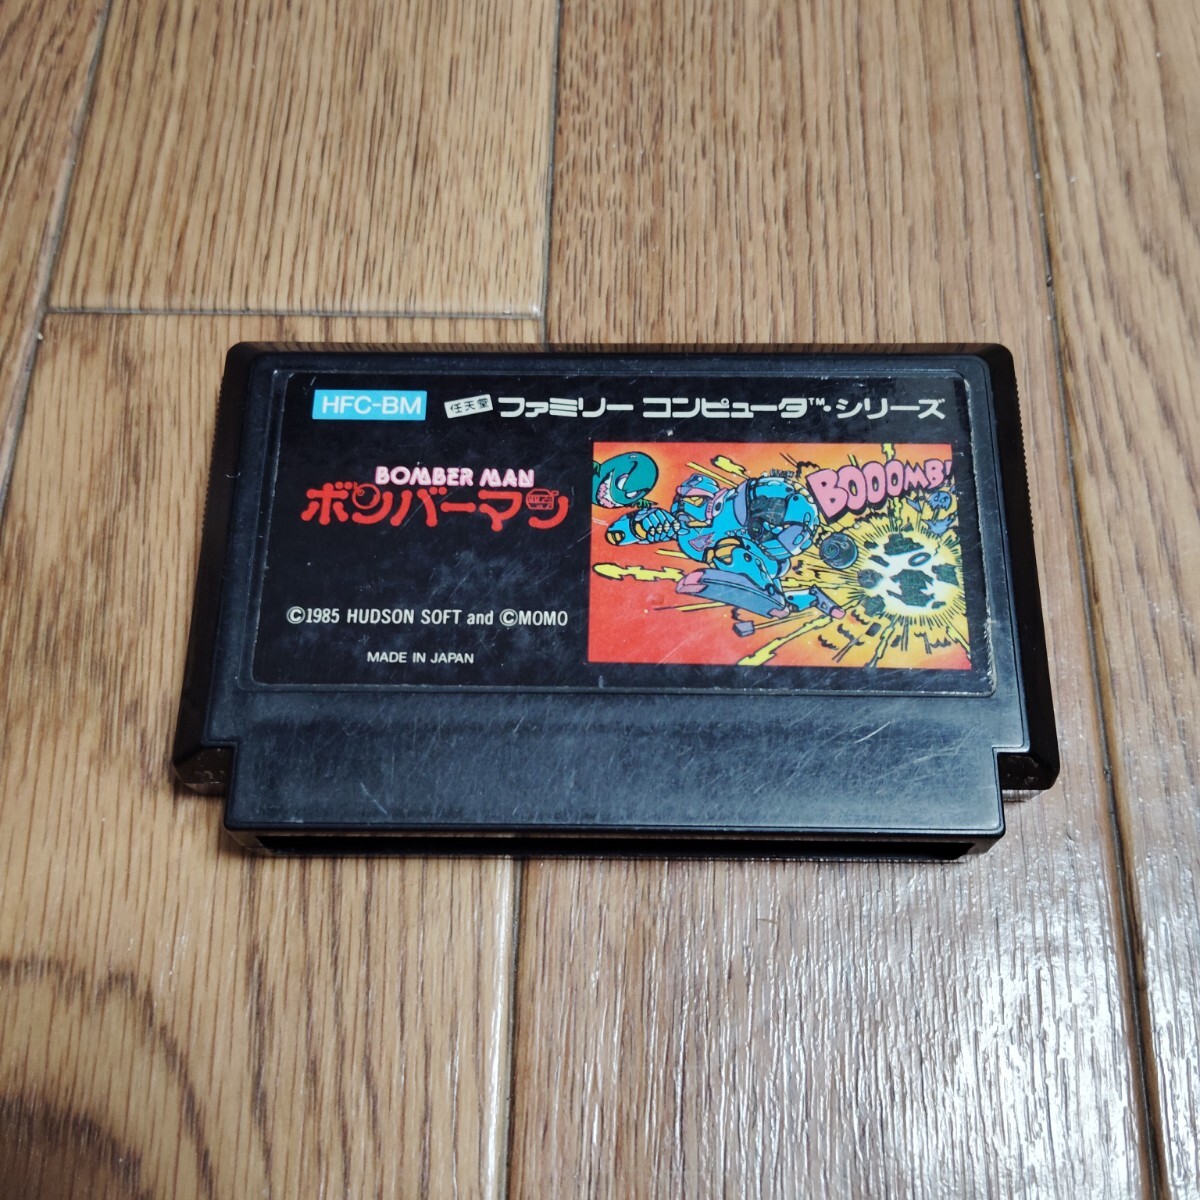 HFC-BM 任天堂 ファミリー コンピュータ™・シリーズ
BOMBER MAN
ボンバーマン
BOOOMB!
©1985 HUDSON SOFT and ©MOMO
MADE IN JAPAN